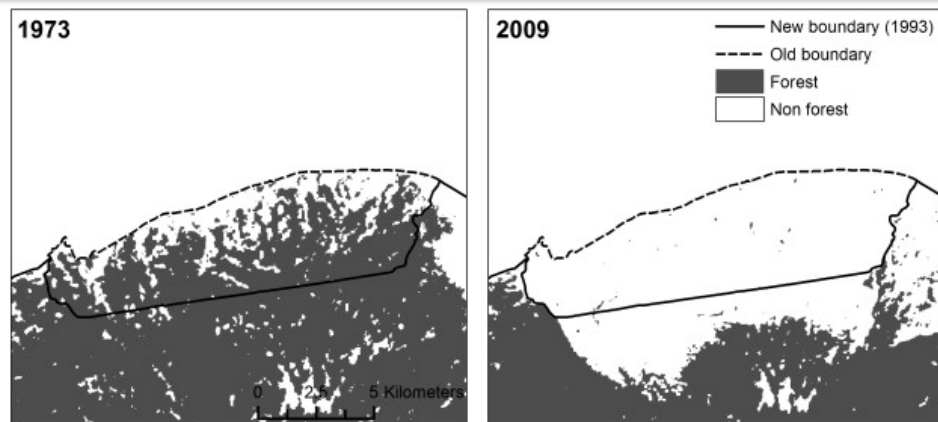 1973
0 2.5 5 Kilometers
2009
New boundary (1993)
Old boundary
Forest
Non forest